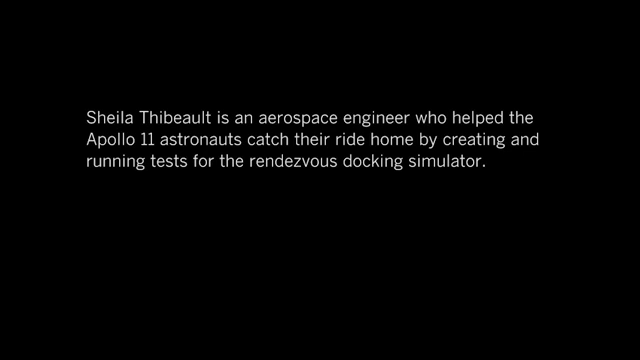 Sheila Thibeault is an aerospace engineer who helped the
Apollo 11 astronauts catch their ride home by creating and
running tests for the rendezvous docking simulator.